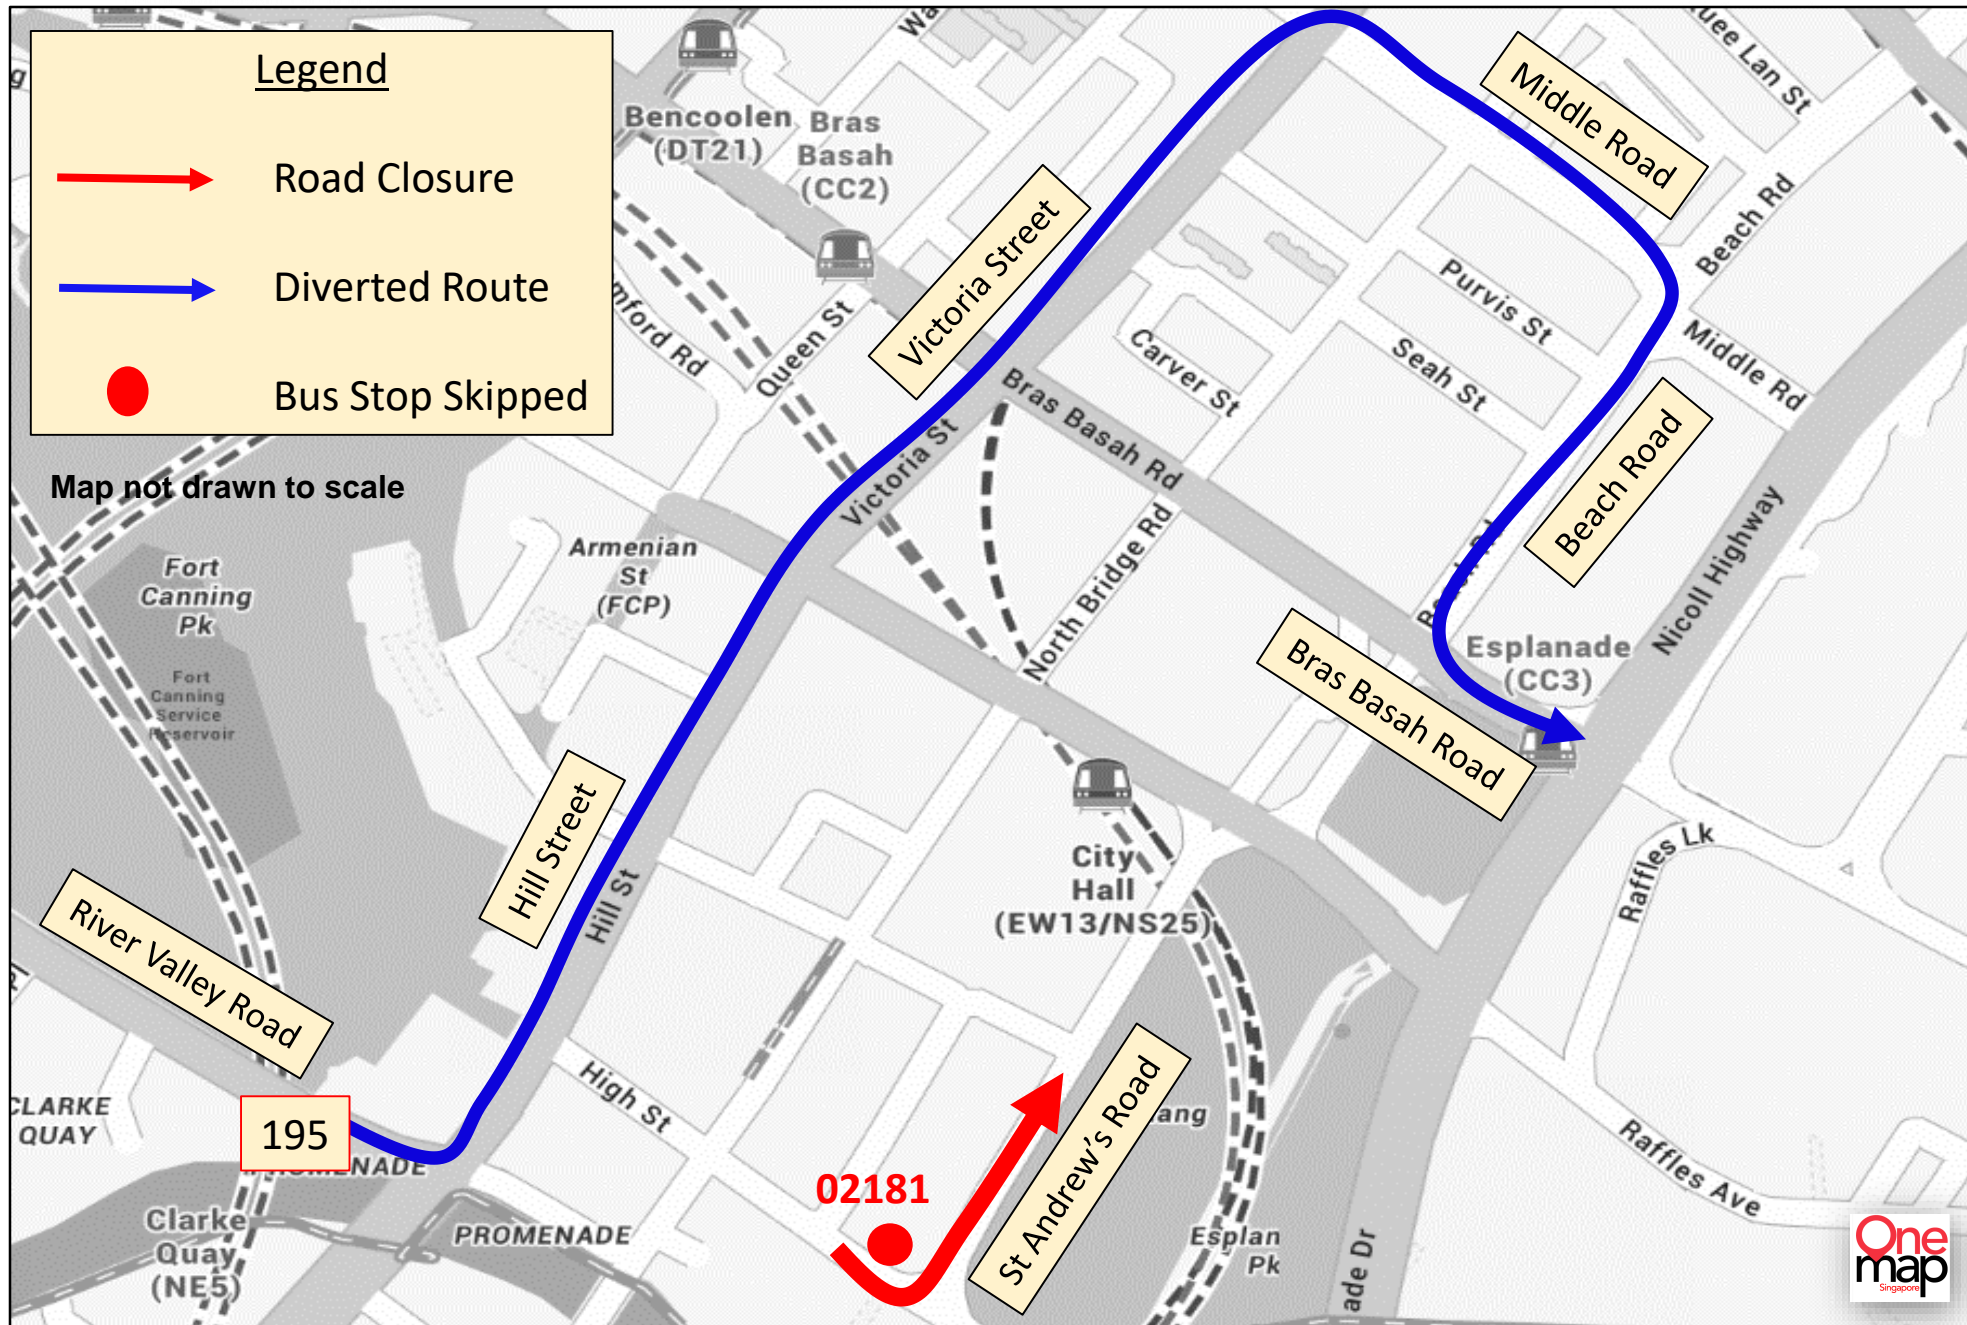 Legend
Road Closure
Diverted Route
Bus Stop Skipped
Map not drawn to scale
Bencoolen
(DT21)
Bras
Basah
(CC2)
Middle Road
Beach Rd
Victoria Street
Queen St
Purvis St
Seah St
Carver St
Middle Rd
Bras Basah Rd
Victoria St
Beach Road
Nicoll Highway
North Bridge Rd
Armenian
St
(FCP)
Fort
Canning
Pk
Fort
Canning
Service
Reservoir
Esplanade
(CC3)
Bras Basah Road
Hill Street
Hill St
City
Hall
(EW13/NS25)
Raffles Lk
River Valley Road
CLARKE
QUAY
195
High St
02181
St Andrew's Road
Raffles Ave
Clarke
Quay
(NE5)
PROMENADE
Esplan
Pk
One
map
Singapore